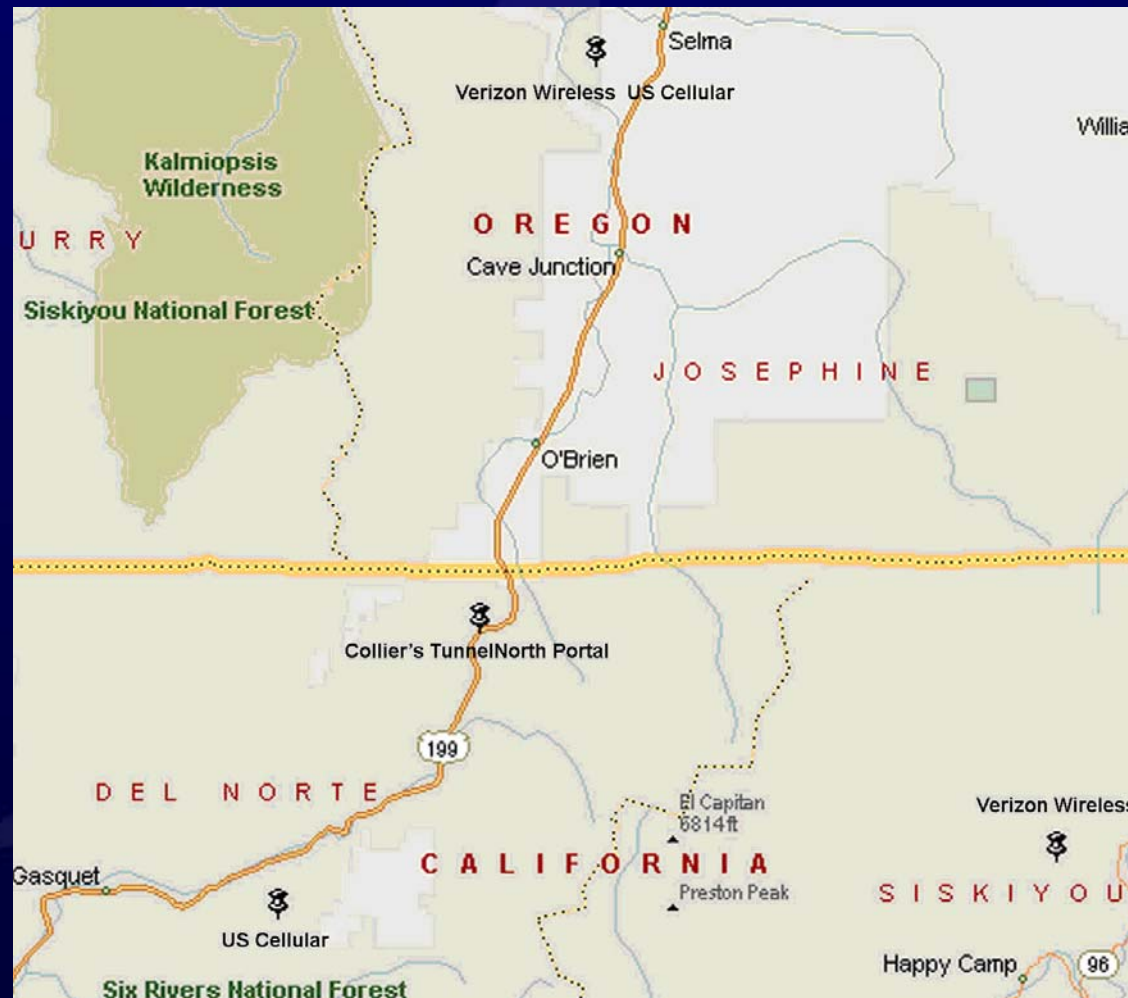 Selma
Verizon Wireless US Cellular
Willia
Kalmiopsis
Wilderness
URRY
OREGON
Cave Junction
Siskiyou National Forest
JOSEPHINE
O'Brien
Collier's TunnelNorth Portal
199
DEL NORTE
El Capitan
6814ft
Verizon Wireless
CALIFORNIA
Gasquet
Preston Peak
SISKIYOU
US Cellular
Happy Camp
96
Six Rivers National Forest